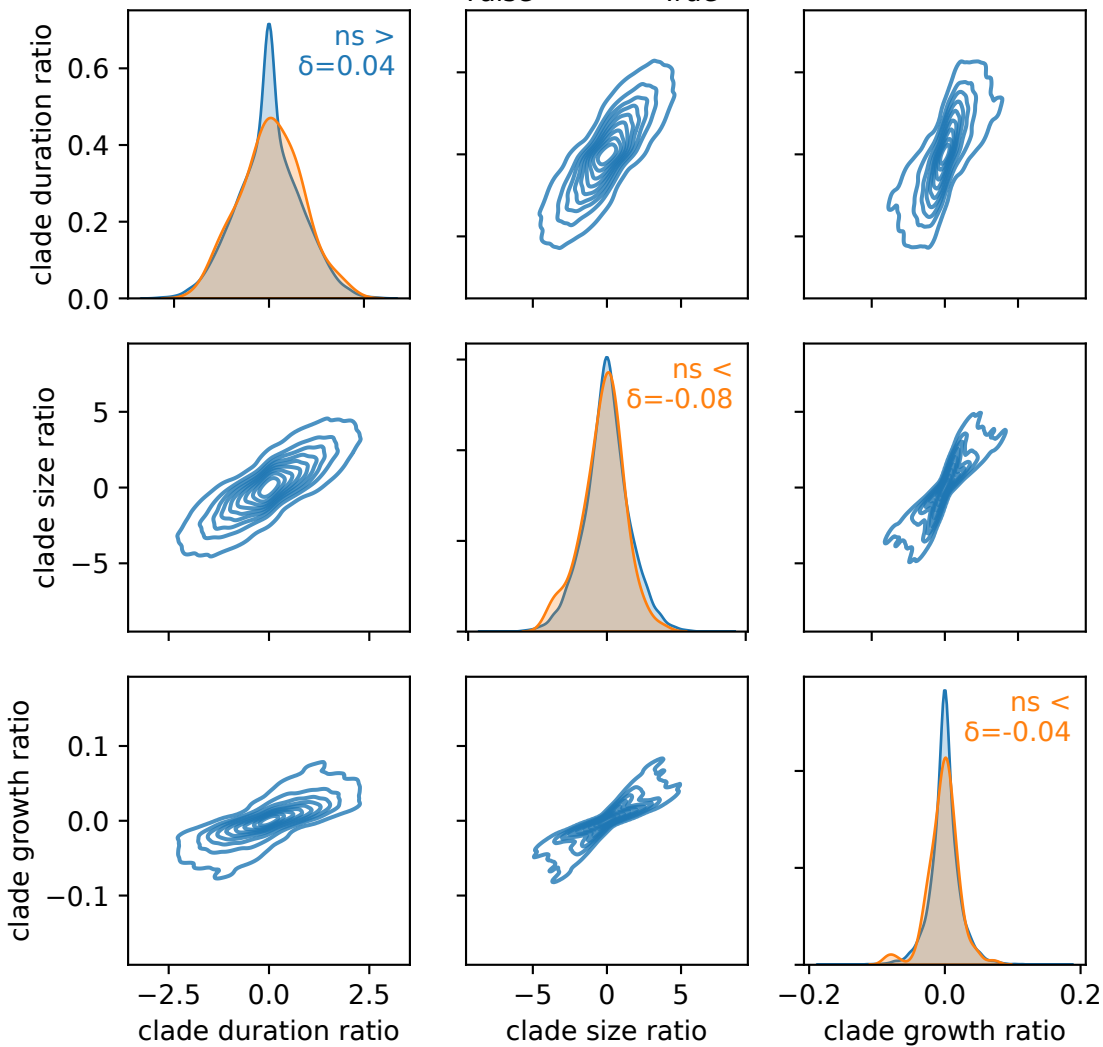 ns >
δ=0.04
clade duration ratio
0.6
0.4
0.2
0.0
ns <
δ=-0.08
clade size ratio
5
0
−5
−5
0
5
ns <
δ=-0.04
clade growth ratio
0.1
0.0
−0.1
−2.5
0.0
2.5
−0.2
0.0
0.2
clade duration ratio
clade size ratio
clade growth ratio